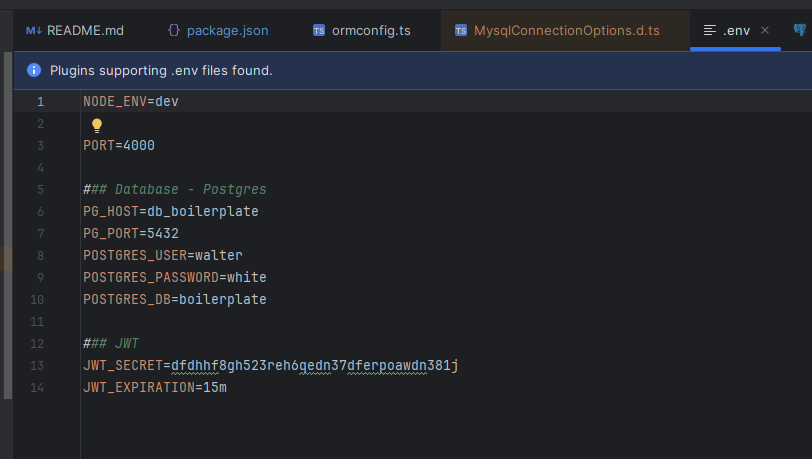 README.md
{} package.json
TS ormconfig.ts
TS MysqlConnectionOptions.d.ts
.env
Plugins supporting .env files found.
1 NODE_ENV=dev
2
3 PORT=4000
4
5 ### Database - Postgres
6 PG_HOST=db_boilerplate
7 PG_PORT=5432
8 POSTGRES_USER=walter
9 POSTGRES_PASSWORD=white
10 POSTGRES_DB=boilerplate
11
12 ### JWT
13 JWT_SECRET=dfdhhf8gh523reh6qedn37dferpoawdn381j
14 JWT_EXPIRATION=15m